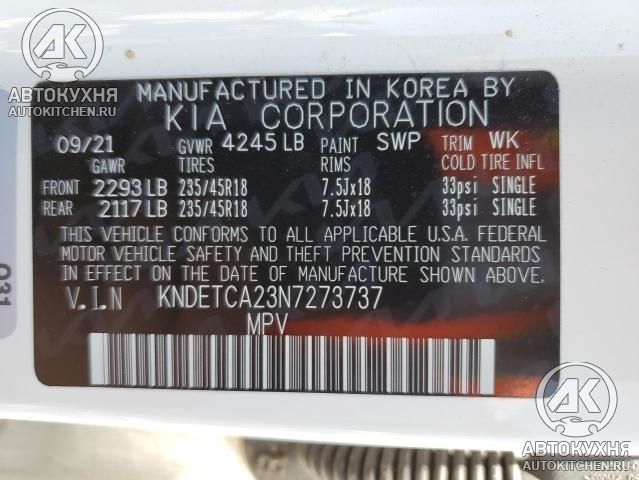 АВТОКУХНЯ
AUTOKITCHEN.RU
MANUFACTURED IN KOREA BY
KIA CORPORATION
09/21 GVWR 4245 LB PAINT SWP TRIM WK
GAWR TIRES RIMS COLD TIRE INFL
FRONT 2293 LB 235/45R18 7.5Jx18 33psi SINGLE
REAR 2117 LB 235/45R18 7.5Jx18 33psi SINGLE
THIS VEHICLE CONFORMS TO ALL APPLICABLE U.S.A. FEDERAL
MOTOR VEHICLE SAFETY AND THEFT PREVENTION STANDARDS
IN EFFECT ON THE DATE OF MANUFACTURE SHOWN ABOVE.
V.I.N KNDETCA23N7273737
MPV
031
АВТОКУХНЯ
AUTOKITCHEN.RU